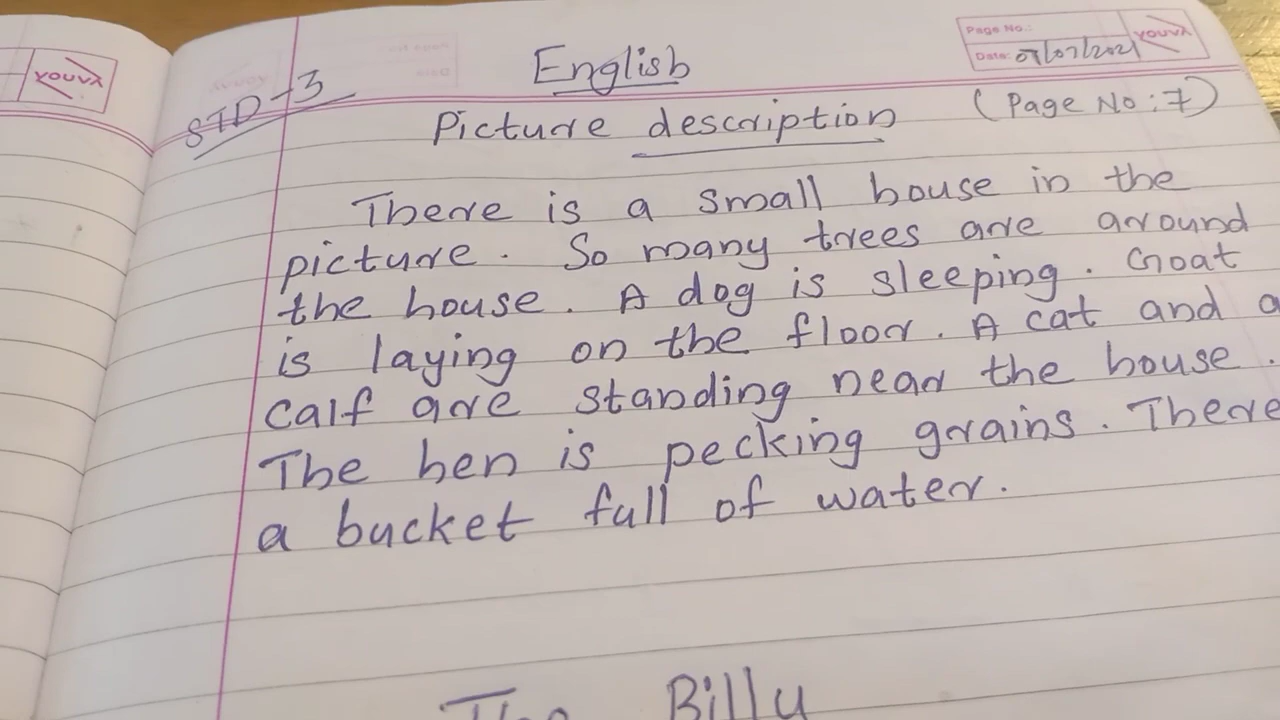 YOUVA
STD-3
English
Page No.:
Date: 07/07/2021
YOUVA
Picture description (Page No:7)
There is a small house in the
picture. So many trees are around
the house. A dog is sleeping. Goat
is laying on the floor. A cat and a
calf are standing near the house.
The hen is pecking grains. There
a bucket full of water.
The Billy